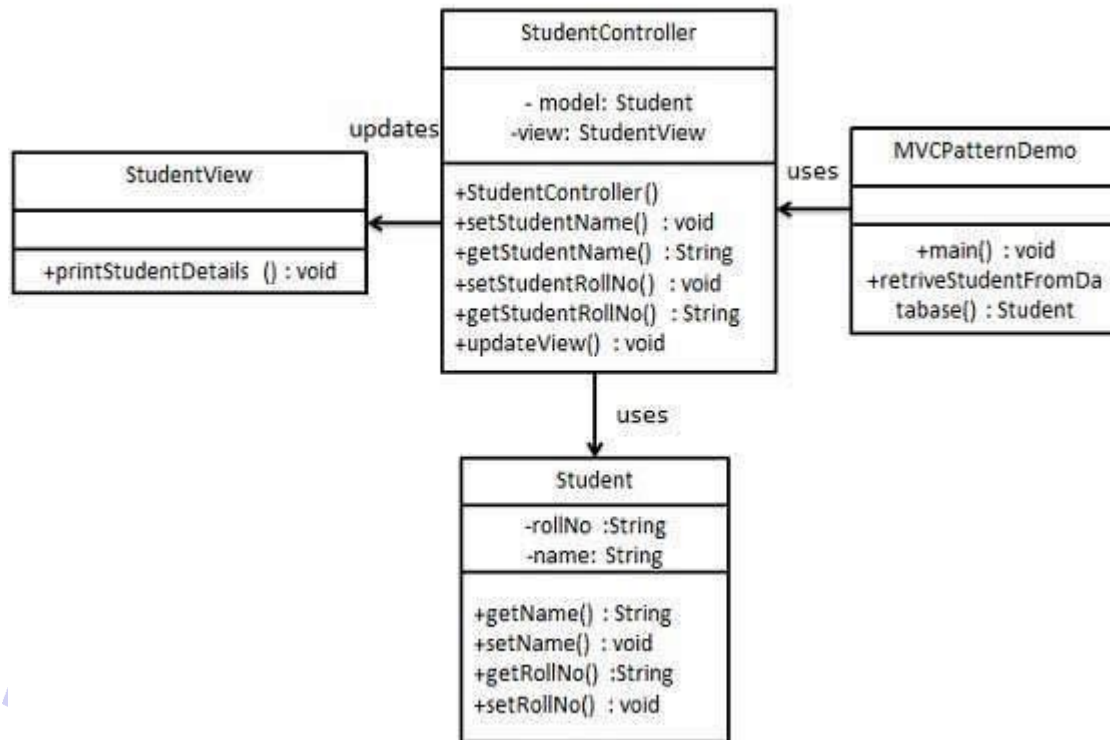 StudentController
- model: Student
-view: StudentView
+StudentController()
+setStudentName() : void
+getStudentName() : String
+setStudentRollNo() : void
+getStudentRollNo() : String
+updateView() : void
updates
StudentView
+printStudentDetails () : void
uses
MVCPatternDemo
+main() : void
+retriveStudentFromDa
tabase() : Student
uses
Student
-rollNo :String
-name: String
+getName() : String
+setName() : void
+getRollNo() :String
+setRollNo() : void